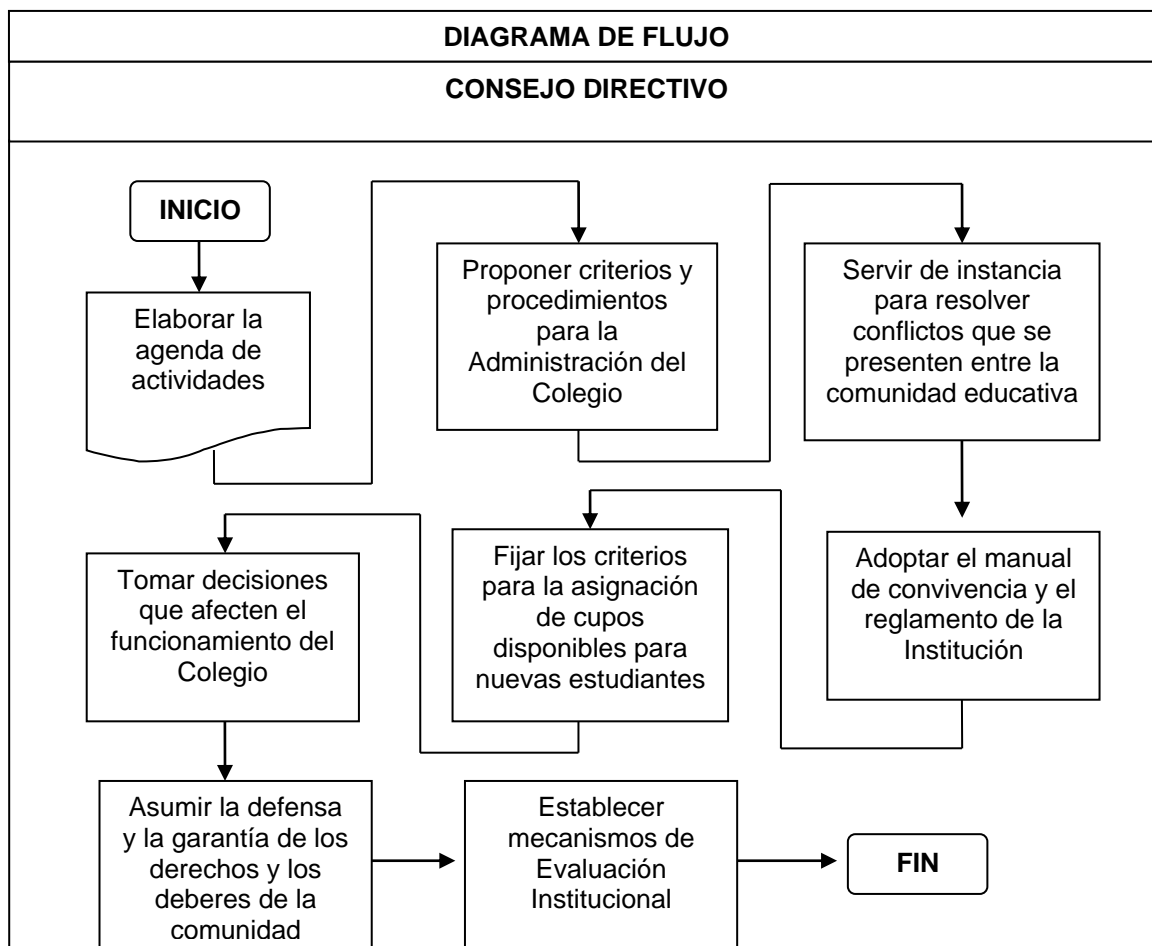 DIAGRAMA DE FLUJO
CONSEJO DIRECTIVO
INICIO
Elaborar la
agenda de
actividades
Proponer criterios y
procedimientos
para la
Administración del
Colegio
Servir de instancia
para resolver
conflictos que se
presenten entre la
comunidad educativa
Adoptar el manual
de convivencia y el
reglamento de la
Institución
Fijar los criterios
para la asignación
de cupos
disponibles para
nuevas estudiantes
Tomar decisiones
que afecten el
funcionamiento del
Colegio
Asumir la defensa
y la garantía de los
derechos y los
deberes de la
comunidad
Establecer
mecanismos de
Evaluación
Institucional
FIN